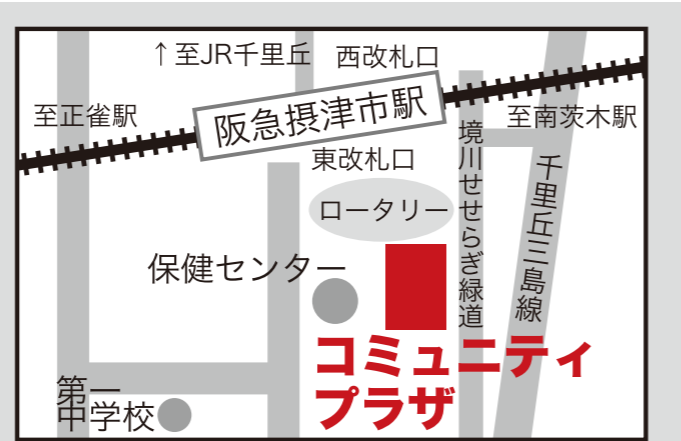 ↑至JR千里丘
西改札口
至正雀駅
阪急摂津市駅
至南茨木駅
東改札口
境川せせらぎ緑道
千里丘三島線
ロータリー
保健センター
コミュニティ
プラザ
第一
中学校